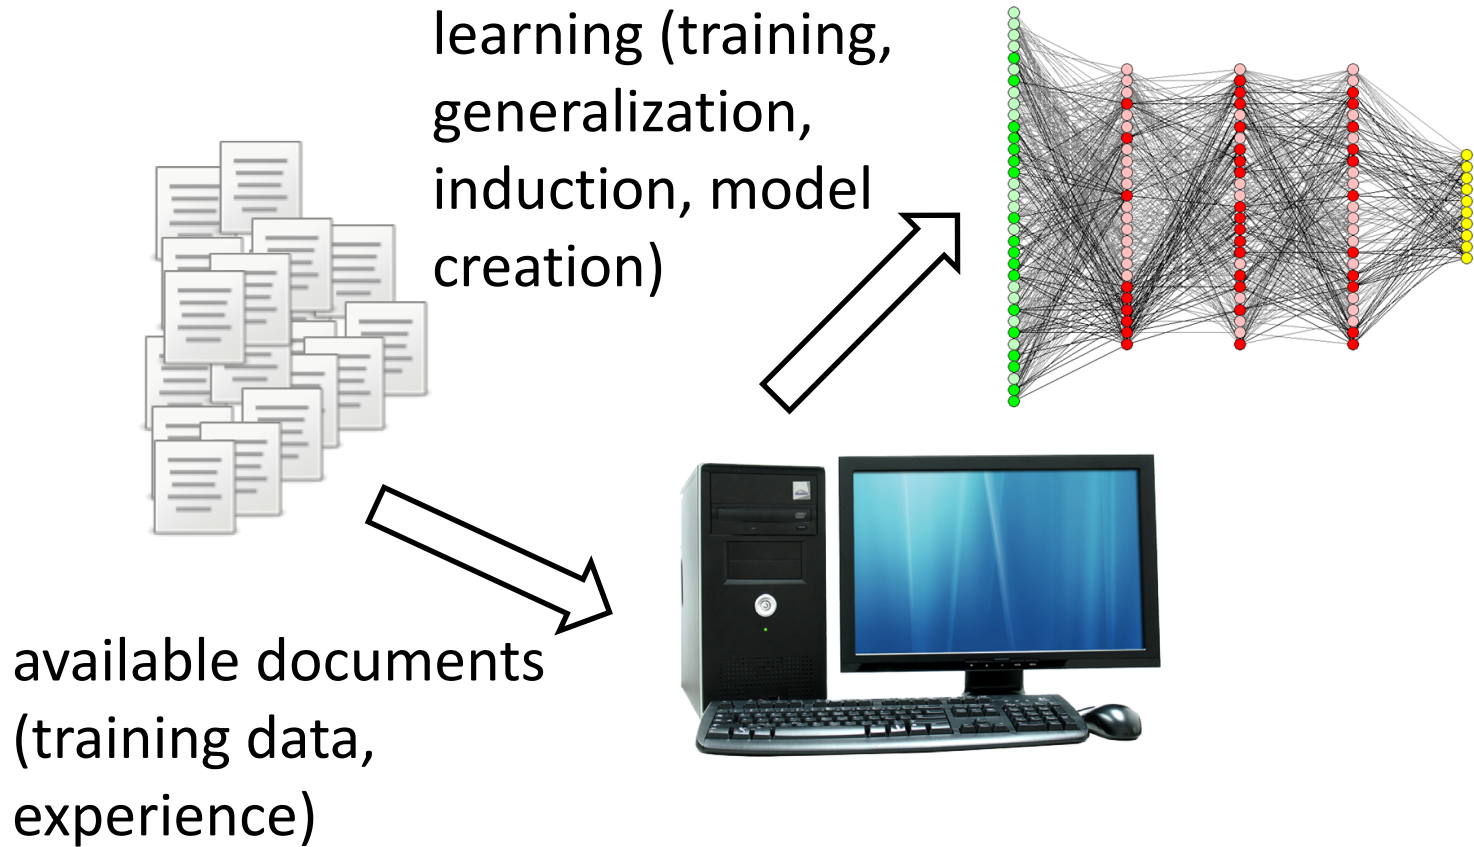 learning (training,
generalization,
induction, model
creation)
available documents
(training data,
experience)